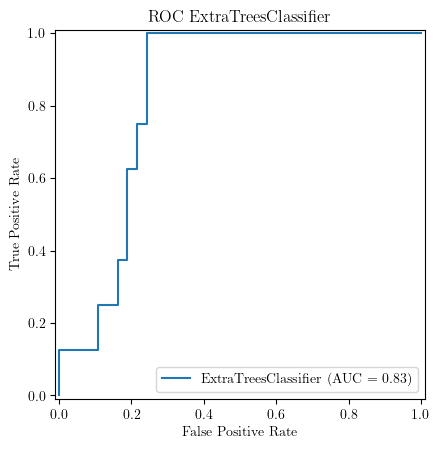 ROC ExtraTreesClassifier
1.0
0.8
0.6
0.4
0.2
0.0
True Positive Rate
ExtraTreesClassifier (AUC = 0.83)
0.0 0.2 0.4 0.6 0.8 1.0
False Positive Rate